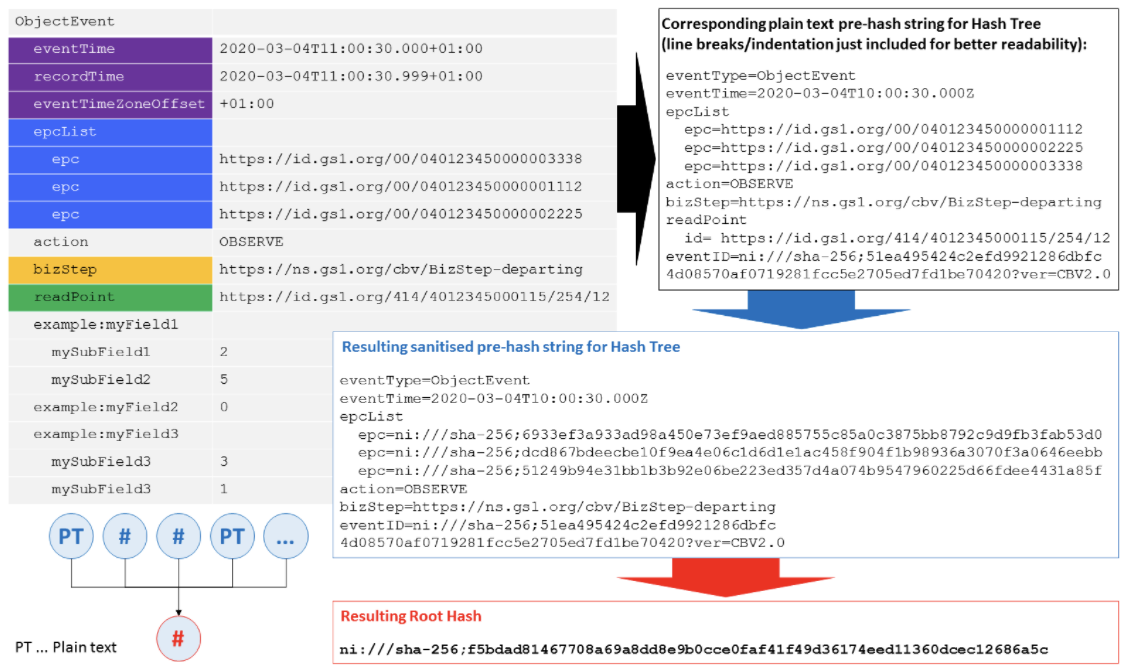 ObjectEvent
eventTime 2020-03-04T11:00:30.000+01:00
recordTime 2020-03-04T11:00:30.999+01:00
eventTimeZoneOffset +01:00
epcList
epc https://id.gs1.org/00/040123450000003338
epc https://id.gs1.org/00/040123450000001112
epc https://id.gs1.org/00/040123450000002225
action OBSERVE
bizStep https://ns.gs1.org/cbv/BizStep-departing
readPoint https://id.gs1.org/414/4012345000115/254/12
example:myField1
mySubField1 2
mySubField2 5
example:myField2 0
example:myField3
mySubField3 3
mySubField3 1
PT # # PT ...
#
PT ... Plain text
Corresponding plain text pre-hash string for Hash Tree
(line breaks/indentation just included for better readability):
eventType=ObjectEvent
eventTime=2020-03-04T10:00:30.000Z
epcList
epc=https://id.gs1.org/00/040123450000001112
epc=https://id.gs1.org/00/040123450000002225
epc=https://id.gs1.org/00/040123450000003338
action=OBSERVE
bizStep=https://ns.gs1.org/cbv/BizStep-departing
readPoint
id= https://id.gs1.org/414/4012345000115/254/12
eventID=ni:///sha-256;51ea495424c2efd9921286dbfc
4d08570af0719281fcc5e2705ed7fd1be70420?ver=CBV2.0
Resulting sanitised pre-hash string for Hash Tree
eventType=ObjectEvent
eventTime=2020-03-04T10:00:30.000Z
epcList
epc=ni:///sha-256;6933ef3a933ad98a450e73ef9aed885755c85a0c3875bb8792c9d9fb3fab53d0
epc=ni:///sha-256;dcd867bdeecbe10f9ea4e06c1d6d1e1ac458f904f1b98936a3070f3a0646eebb
epc=ni:///sha-256;51249b94e31bb1b3b92e06be223ed357d4a074b9547960225d66fdee4431a85f
action=OBSERVE
bizStep=https://ns.gs1.org/cbv/BizStep-departing
eventID=ni:///sha-256;51ea495424c2efd9921286dbfc
4d08570af0719281fcc5e2705ed7fd1be70420?ver=CBV2.0
Resulting Root Hash
ni:///sha-256;f5bdad81467708a69a8dd8e9b0cce0faf41f49d36174eed11360dcec12686a5c